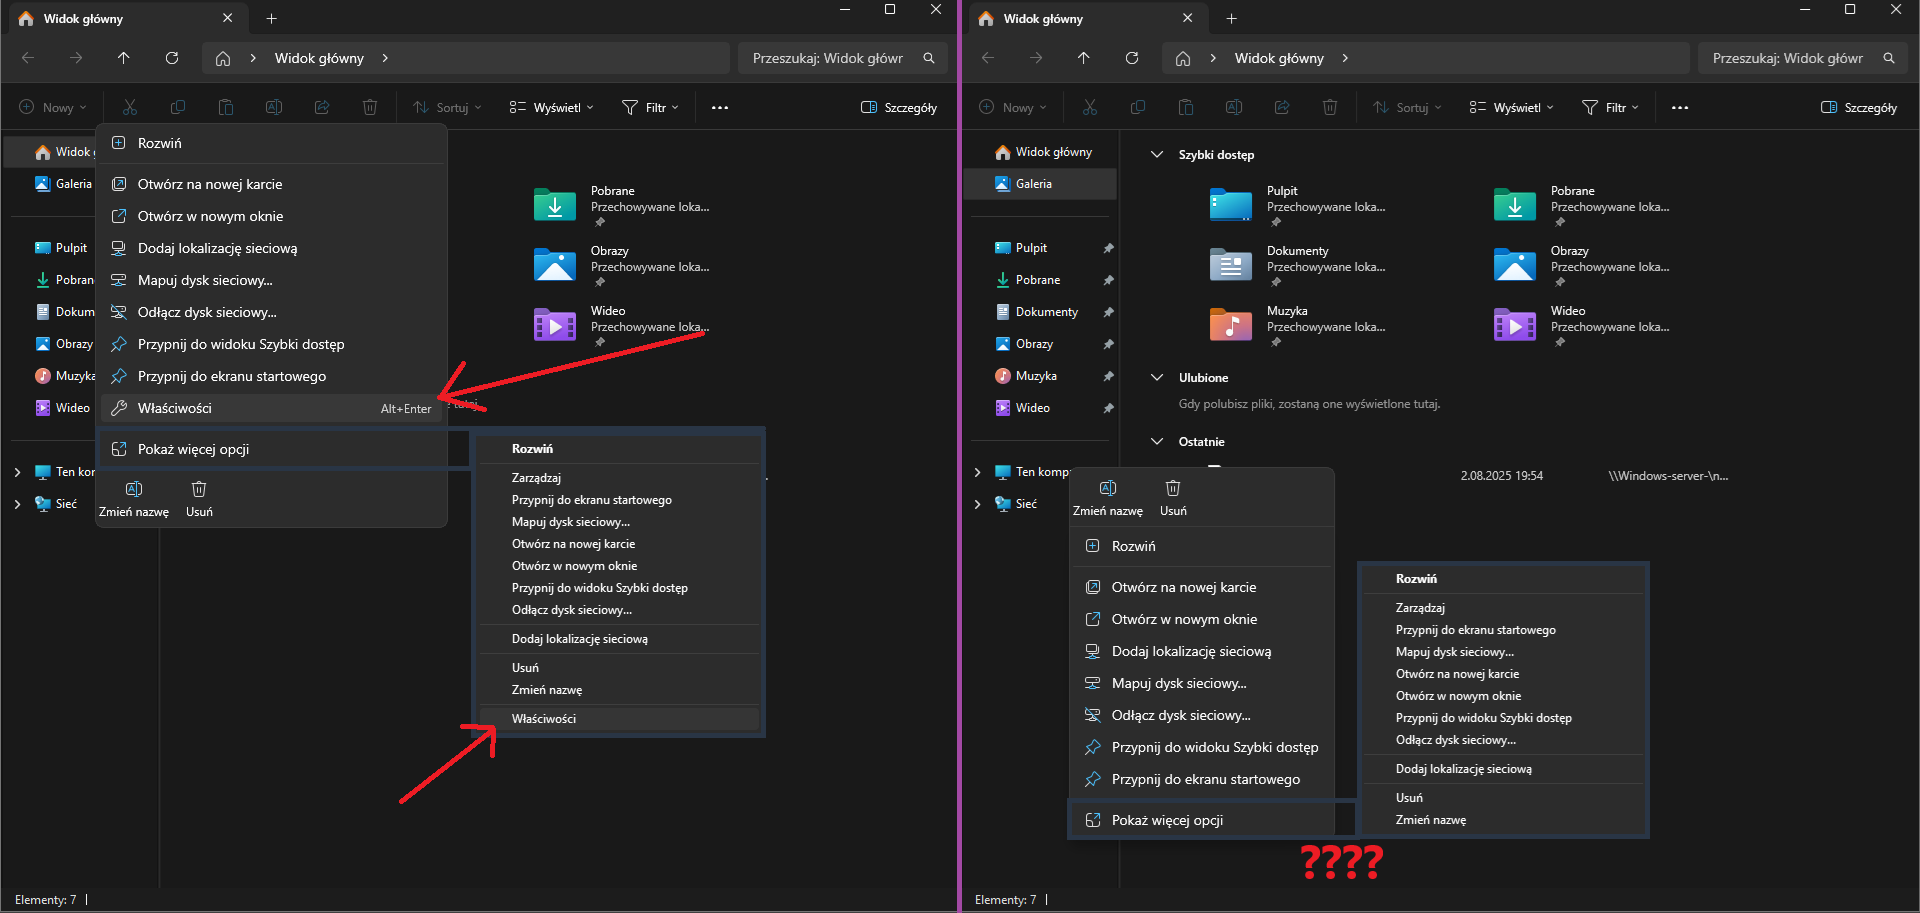 Widok główny
Widok główny
Przeszukaj: Widok główr
Nowy
Sortuj
Wyświetl
Filtr
Szczegóły
Widok
Galeria
Pulpit
Pobran
Dokum
Obrazy
Muzyka
Wideo
Ten kor
Sieć
Rozwiń
Otwórz na nowej karcie
Otwórz w nowym oknie
Dodaj lokalizację sieciową
Mapuj dysk sieciowy...
Odłącz dysk sieciowy...
Przypnij do widoku Szybki dostęp
Przypnij do ekranu startowego
Właściwości Alt+Enter
Pokaż więcej opcji
Zmień nazwę
Usuń
Pobrane
Przechowywane loka...
Obrazy
Przechowywane loka...
Wideo
Przechowywane loka...
tutaj.
Rozwiń
Zarządzaj
Przypnij do ekranu startowego
Mapuj dysk sieciowy...
Otwórz na nowej karcie
Otwórz w nowym oknie
Przypnij do widoku Szybki dostęp
Odłącz dysk sieciowy...
Dodaj lokalizację sieciową
Usuń
Zmień nazwę
Właściwości
Elementy: 7
Widok główny
Widok główny
Przeszukaj: Widok główr
Nowy
Sortuj
Wyświetl
Filtr
Szczegóły
Widok główny
Galeria
Pulpit
Pobrane
Dokumenty
Obrazy
Muzyka
Wideo
Ten komp
Sieć
Szybki dostęp
Pulpit
Przechowywane loka...
Pobrane
Przechowywane loka...
Dokumenty
Przechowywane loka...
Obrazy
Przechowywane loka...
Muzyka
Przechowywane loka...
Wideo
Przechowywane loka...
Ulubione
Gdy polubisz pliki, zostaną one wyświetlone tutaj.
Ostatnie
2.08.2025 19:54
\\Windows-server-\n...
Zmień nazwę
Usuń
Rozwiń
Otwórz na nowej karcie
Otwórz w nowym oknie
Dodaj lokalizację sieciową
Mapuj dysk sieciowy...
Odłącz dysk sieciowy...
Przypnij do widoku Szybki dostęp
Przypnij do ekranu startowego
Pokaż więcej opcji
Rozwiń
Zarządzaj
Przypnij do ekranu startowego
Mapuj dysk sieciowy...
Otwórz na nowej karcie
Otwórz w nowym oknie
Przypnij do widoku Szybki dostęp
Odłącz dysk sieciowy...
Dodaj lokalizację sieciową
Usuń
Zmień nazwę
????
Elementy: 7